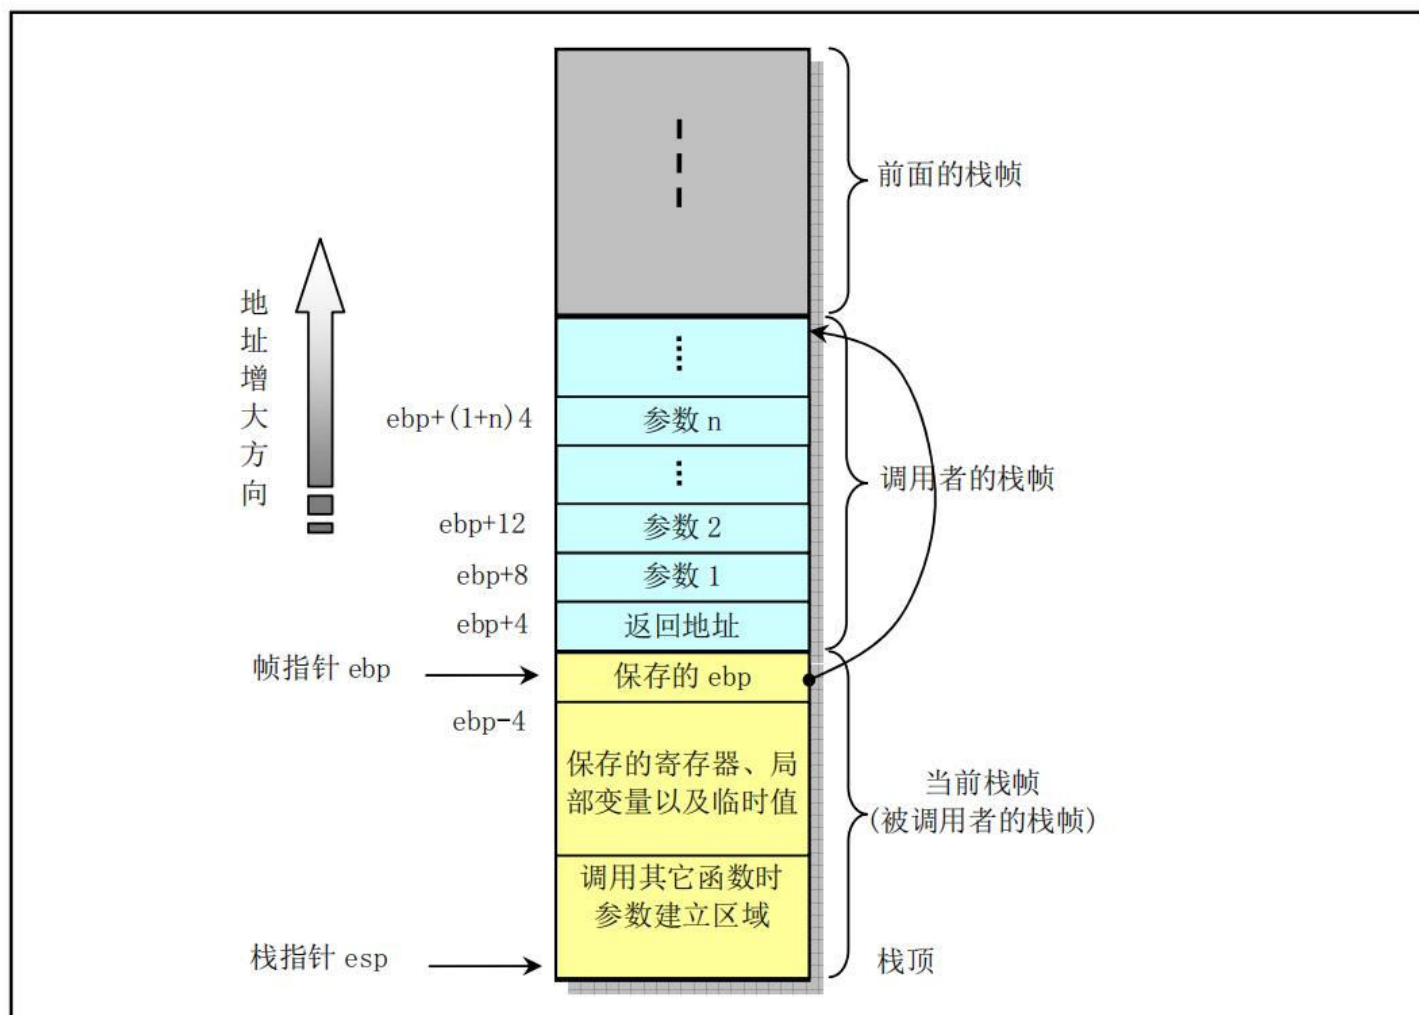 前面的栈帧
地址增大方向
ebp+(1+n)4
参数 n
调用者的栈帧
ebp+12
参数 2
ebp+8
参数 1
ebp+4
返回地址
帧指针 ebp
保存的 ebp
ebp-4
保存的寄存器、局
部变量以及临时值
当前栈帧
(被调用者的栈帧)
调用其它函数时
参数建立区域
栈指针 esp
栈顶